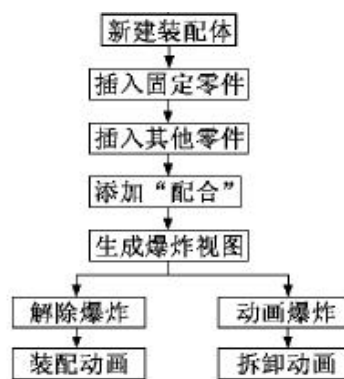 新建装配体
插入固定零件
插入其他零件
添加“配合”
生成爆炸视图
解除爆炸
动画爆炸
装配动画
拆卸动画